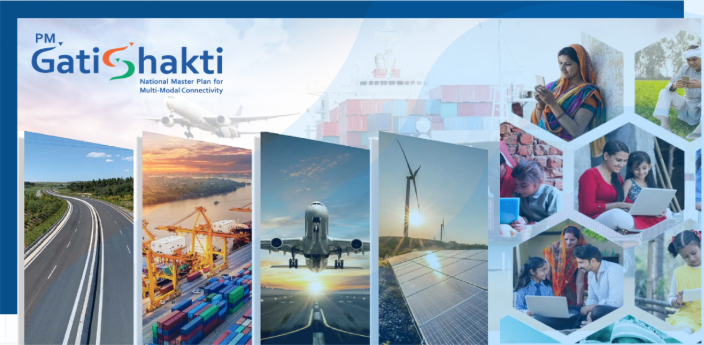 PM
GatiShakti
National Master Plan for
Multi-Modal Connectivity